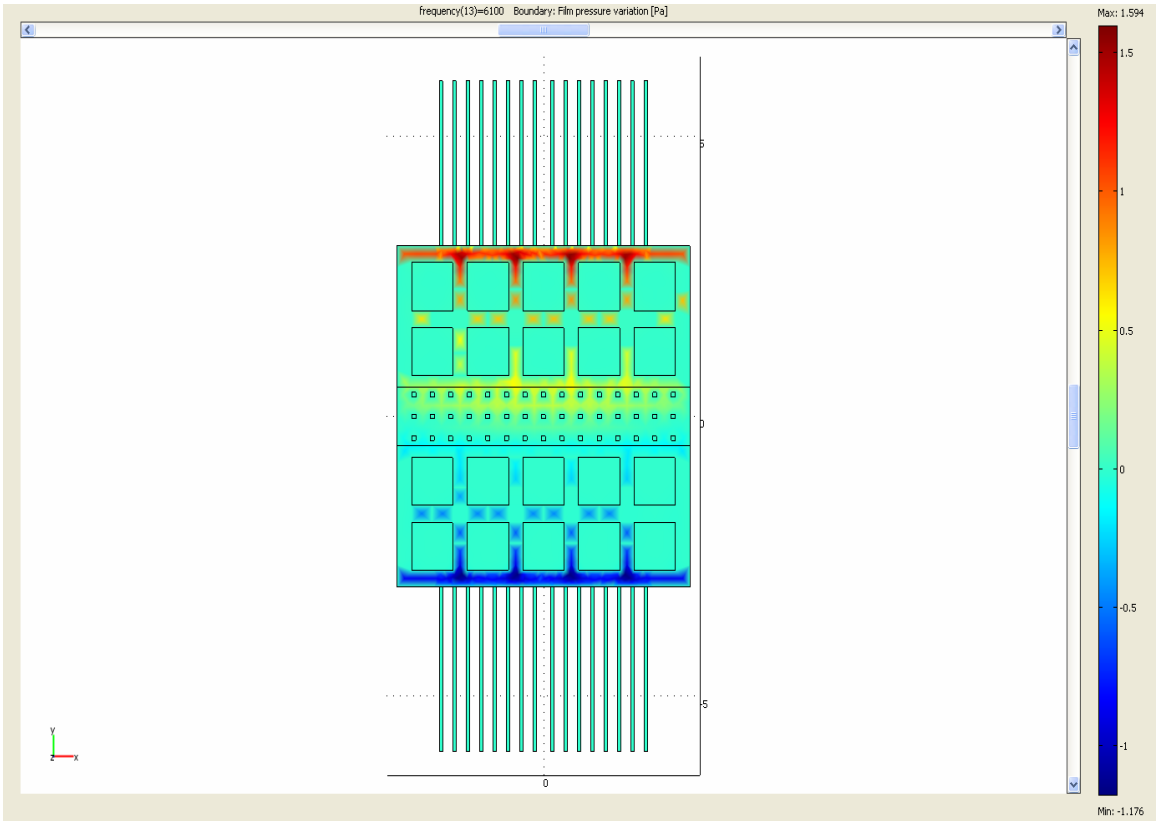 frequency(13)=6100 Boundary: Film pressure variation [Pa]
Max: 1.594
1.5
1
0.5
0
-0.5
-1
Min: -1.176
5
0
-5
0
y
z x